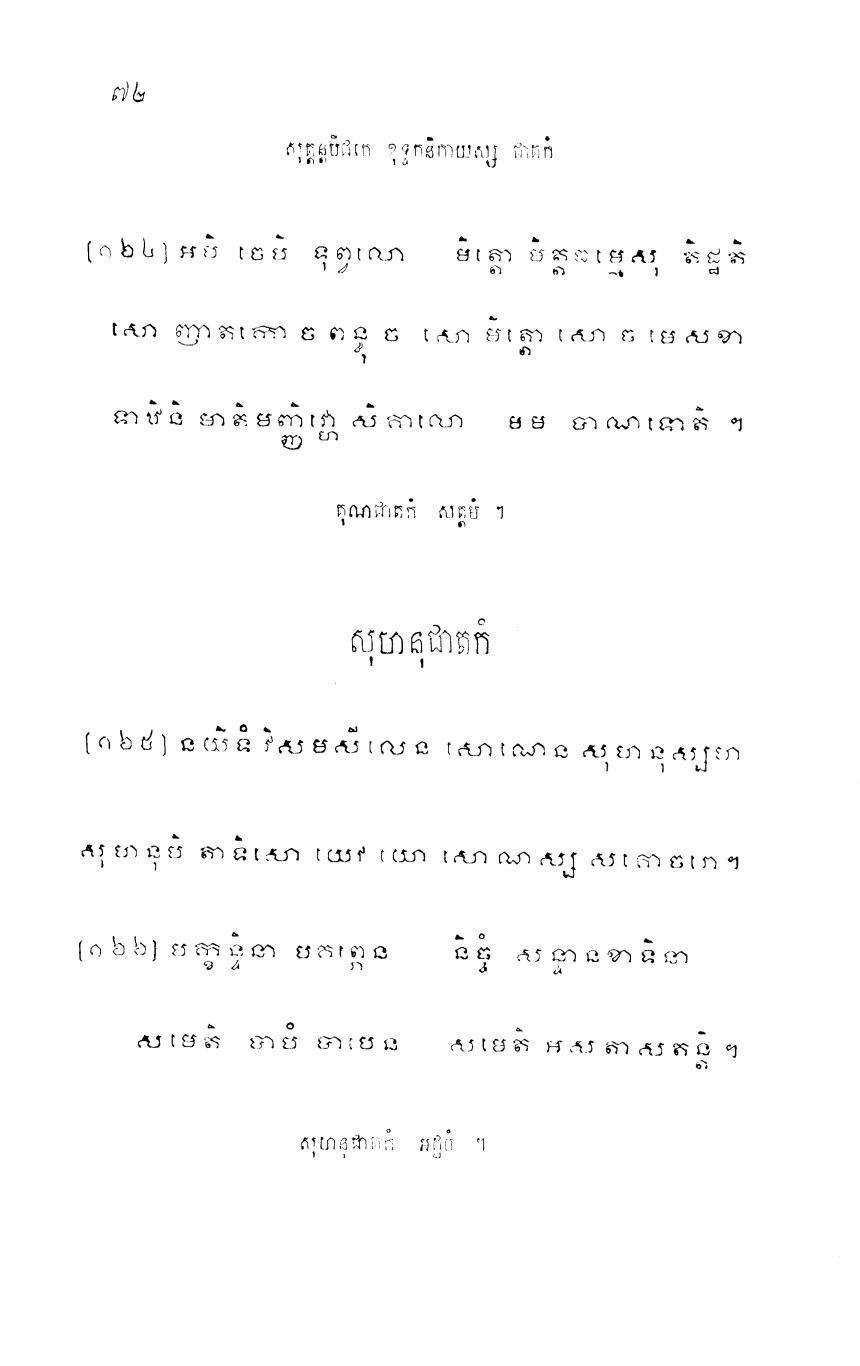 ៧២
សុត្តន្តបិដកេ ខុទ្ទកនិកាយស្ស ជាតកំ
[១២៤] អបិ ចេបិ ទុព្វលោ មិត្តោ មិត្តធម្មេសុ តិដ្ឋតិ
សោ ញាតកោ ច ពន្ធុ ច សោ មិត្តោ សោ ច មេ សខា
ទាឋិនិ មាតិមញ្ញិវ្ហោ សិកាលោ មម បាណទោតិ ។
គុណជាតកំ សត្តមំ ។
សុហនុជាតកំ
[១២៥] នយិទំ វិសមសីលេន សោណេន សុហនុស្សហ
សុហនុបិ តាទិសោ យេវ យោ សោណស្ស សគោចរោ។
[១២៦] បក្ខន្ទិនា បគព្ភេន និច្ចំ សន្ទានខាទិនា
សមេតិ បាបំ បាបេន សមេតិ អសតាសតន្តិ ។
សុហនុជាតកំ អដ្ឋមំ ។